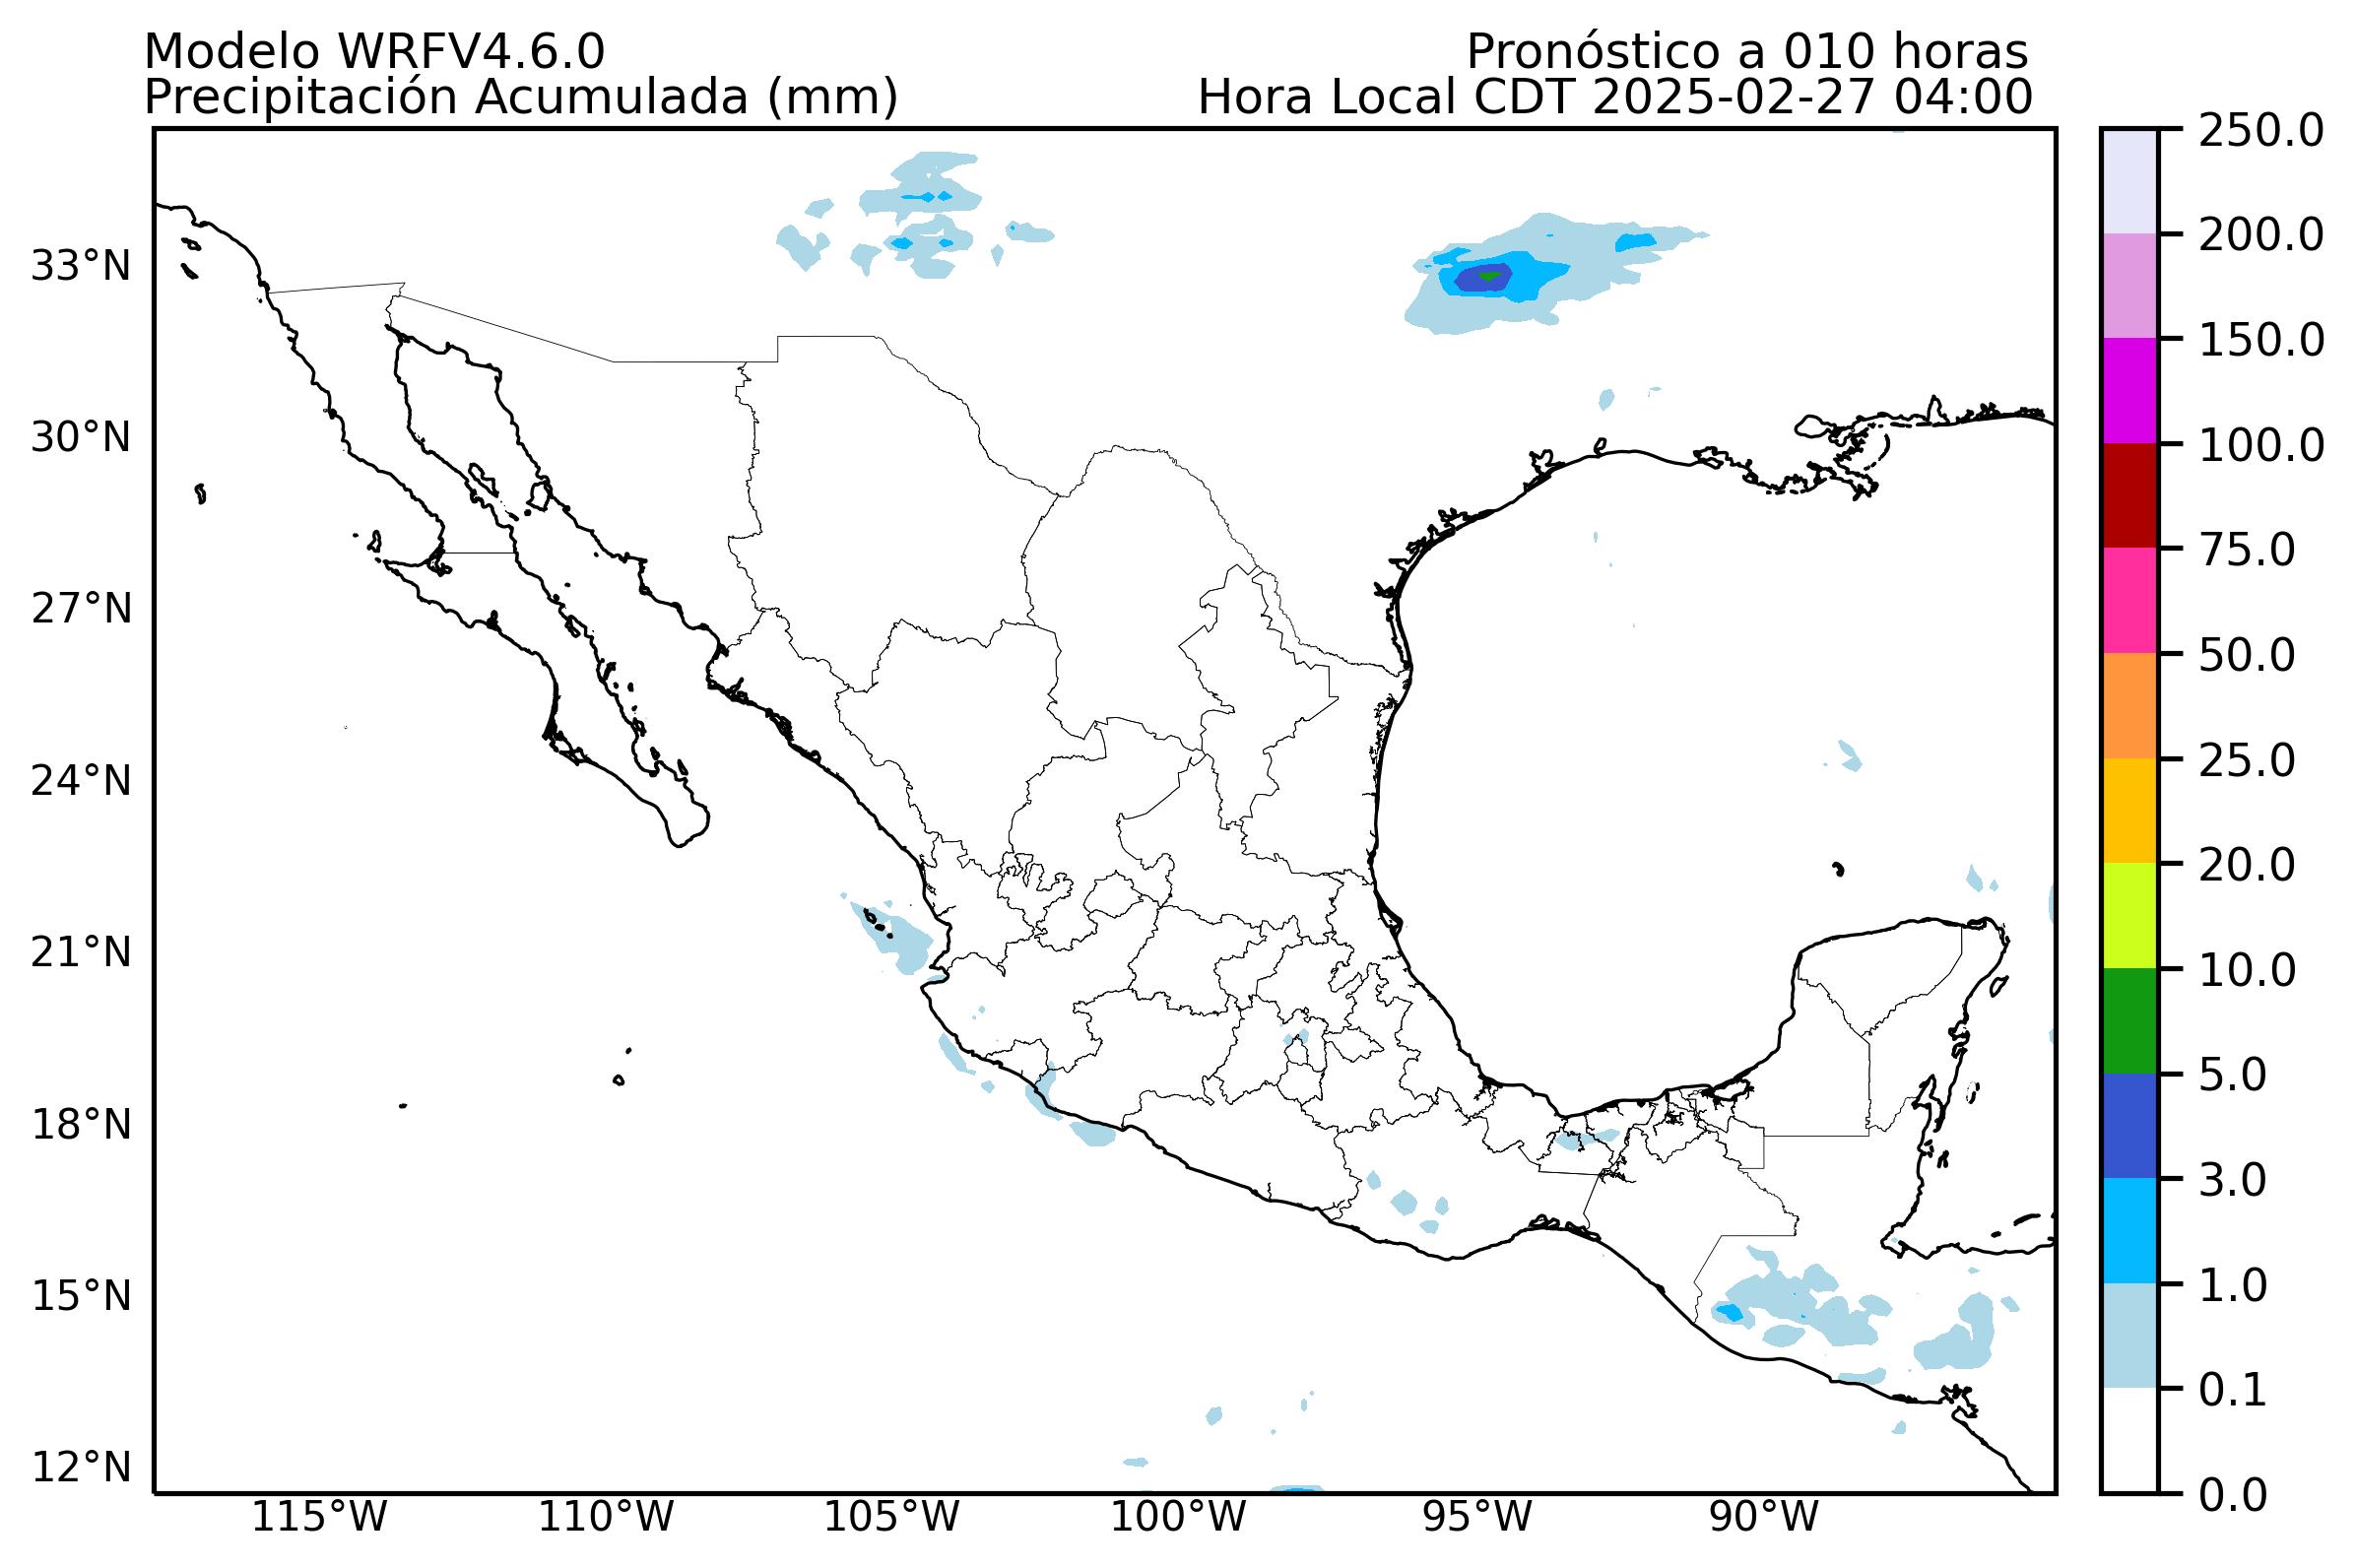 Modelo WRFV4.6.0
Pronóstico a 010 horas
Precipitación Acumulada (mm)
Hora Local CDT 2025-02-27 04:00
33°N
30°N
27°N
24°N
21°N
18°N
15°N
12°N
115°W
110°W
105°W
100°W
95°W
90°W
250.0
200.0
150.0
100.0
75.0
50.0
25.0
20.0
10.0
5.0
3.0
1.0
0.1
0.0